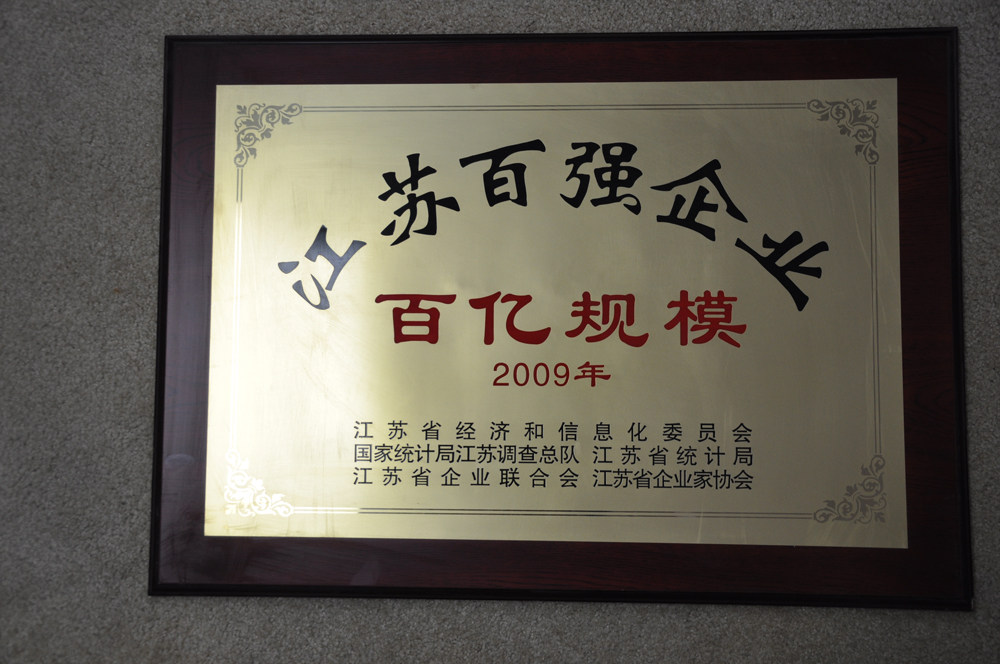 江苏百强企业
百亿规模
2009年
江苏省经济和信息化委员会
国家统计局江苏调查总队 江苏省统计局
江苏省企业联合会 江苏省企业家协会